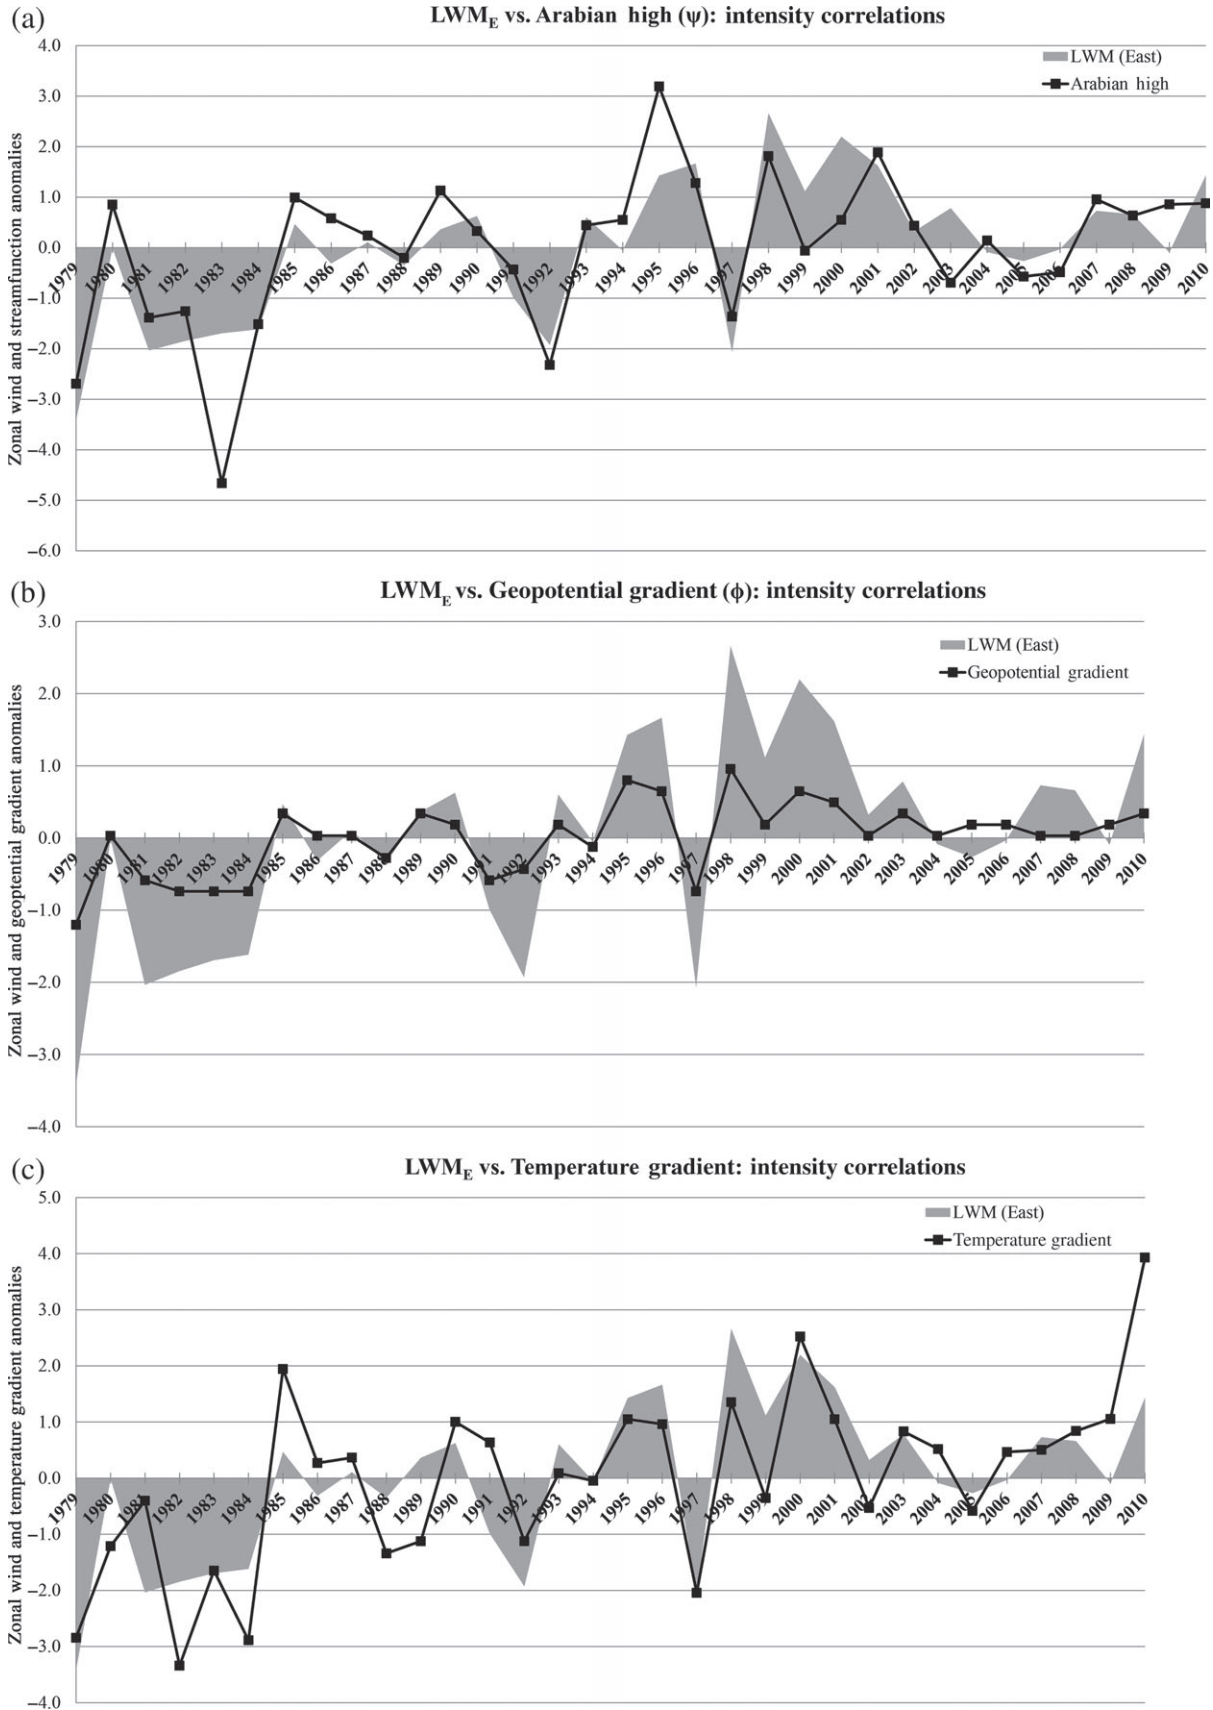 (a)
LWM_E vs. Arabian high (ψ): intensity correlations
Zonal wind and streamfunction anomalies
4.0
3.0
2.0
1.0
0.0
−1.0
−2.0
−3.0
−4.0
−5.0
−6.0
LWM (East)
Arabian high
1979 1980 1981 1982 1983 1984 1985 1986 1987 1988 1989 1990 1991 1992 1993 1994 1995 1996 1997 1998 1999 2000 2001 2002 2003 2004 2005 2006 2007 2008 2009 2010
(b)
LWM_E vs. Geopotential gradient (ϕ): intensity correlations
Zonal wind and geoptential gradient anomalies
3.0
2.0
1.0
0.0
−1.0
−2.0
−3.0
−4.0
LWM (East)
Geopotential gradient
1979 1980 1981 1982 1983 1984 1985 1986 1987 1988 1989 1990 1991 1992 1993 1994 1995 1996 1997 1998 1999 2000 2001 2002 2003 2004 2005 2006 2007 2008 2009 2010
(c)
LWM_E vs. Temperature gradient: intensity correlations
Zonal wind and temperature gradient anomalies
5.0
4.0
3.0
2.0
1.0
0.0
−1.0
−2.0
−3.0
−4.0
LWM (East)
Temperature gradient
1979 1980 1981 1982 1983 1984 1985 1986 1987 1988 1989 1990 1991 1992 1993 1994 1995 1996 1997 1998 1999 2000 2001 2002 2003 2004 2005 2006 2007 2008 2009 2010